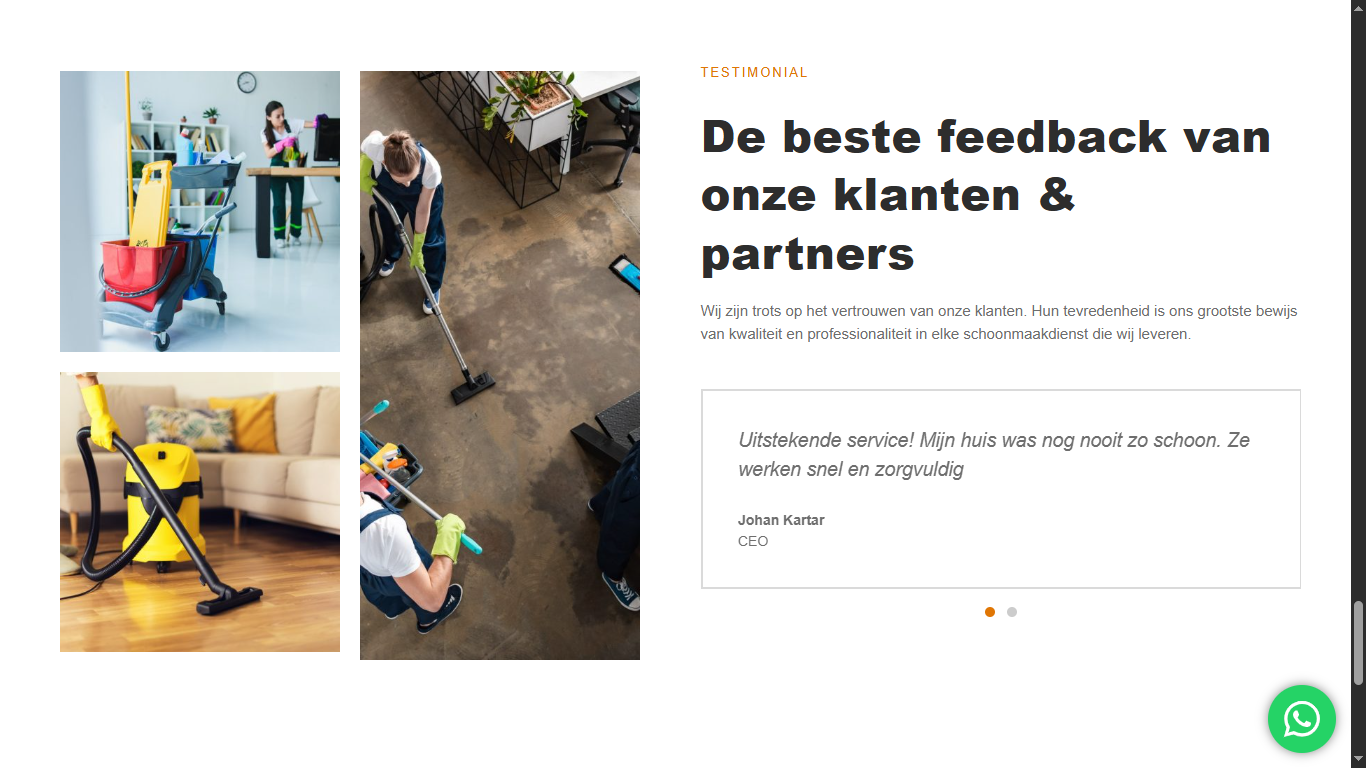 TESTIMONIAL
De beste feedback van
onze klanten &
partners
Wij zijn trots op het vertrouwen van onze klanten. Hun tevredenheid is ons grootste bewijs
van kwaliteit en professionaliteit in elke schoonmaakdienst die wij leveren.
Uitstekende service! Mijn huis was nog nooit zo schoon. Ze
werken snel en zorgvuldig
Johan Kartar
CEO